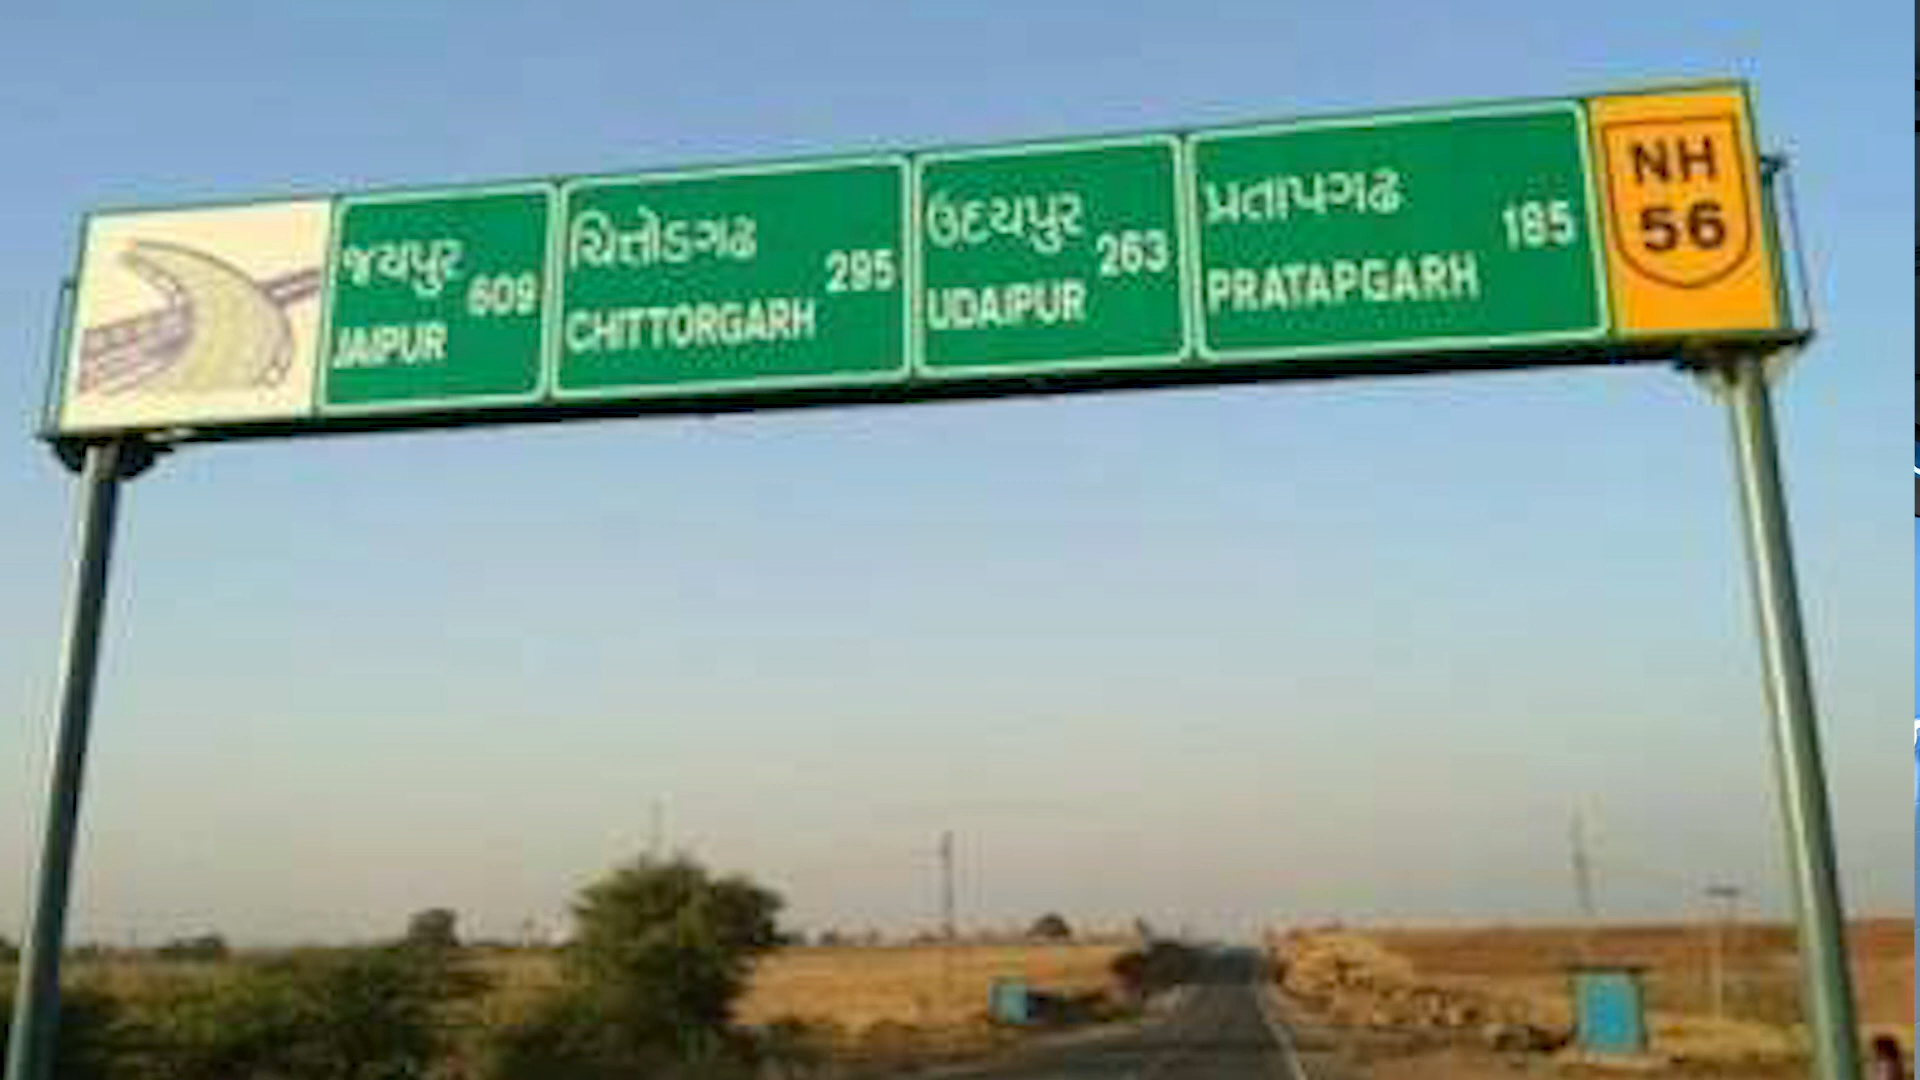 જયપુર
JAIPUR 609
ચિત્તોડગઢ
CHITTORGARH 295
ઉદયપુર
UDAIPUR 263
પ્રતાપગઢ
PRATAPGARH 185
NH
56